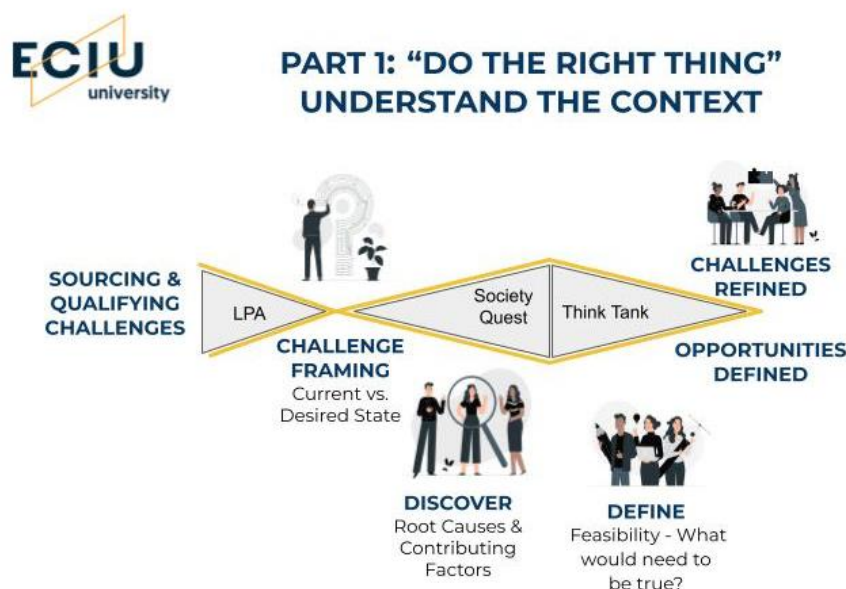 ECIU
university
PART 1: “DO THE RIGHT THING”
UNDERSTAND THE CONTEXT
SOURCING &
QUALIFYING
CHALLENGES
LPA
CHALLENGE
FRAMING
Current vs.
Desired State
Society
Quest
Think Tank
CHALLENGES
REFINED
OPPORTUNITIES
DEFINED
DISCOVER
Root Causes &
Contributing
Factors
DEFINE
Feasibility - What
would need to
be true?